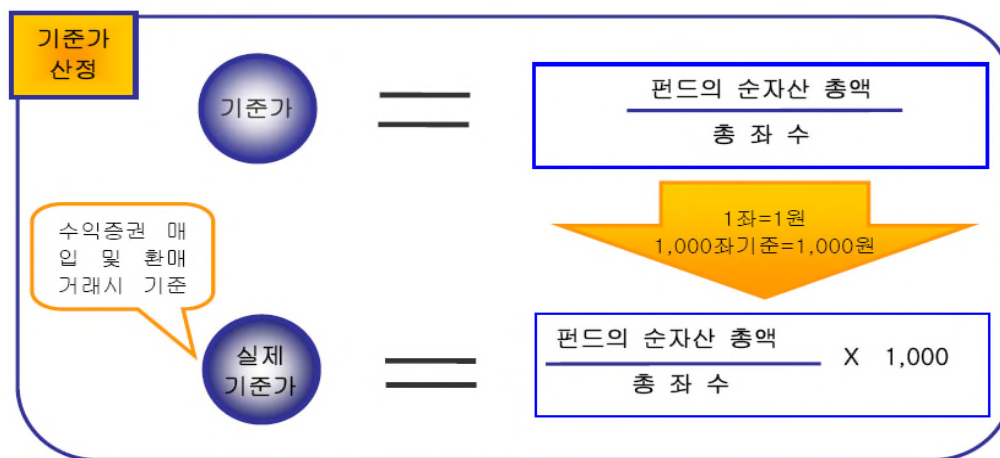 기준가
산정
기준가
펀드의 순자산 총액
총 좌 수
1좌=1원
1,000좌기준=1,000원
수익증권 매
입 및 환매
거래시 기준
실제
기준가
펀드의 순자산 총액
총 좌 수
X 1,000